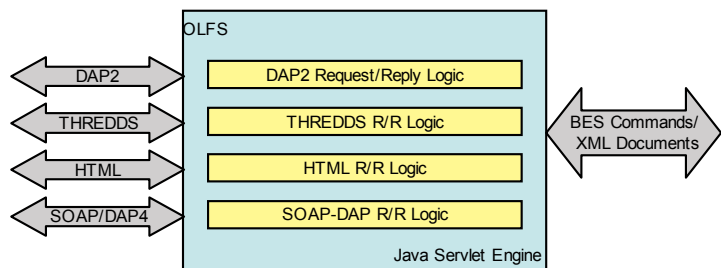 OLFS
DAP2
DAP2 Request/Reply Logic
THREDDS
THREDDS R/R Logic
BES Commands/
XML Documents
HTML
HTML R/R Logic
SOAP/DAP4
SOAP-DAP R/R Logic
Java Servlet Engine